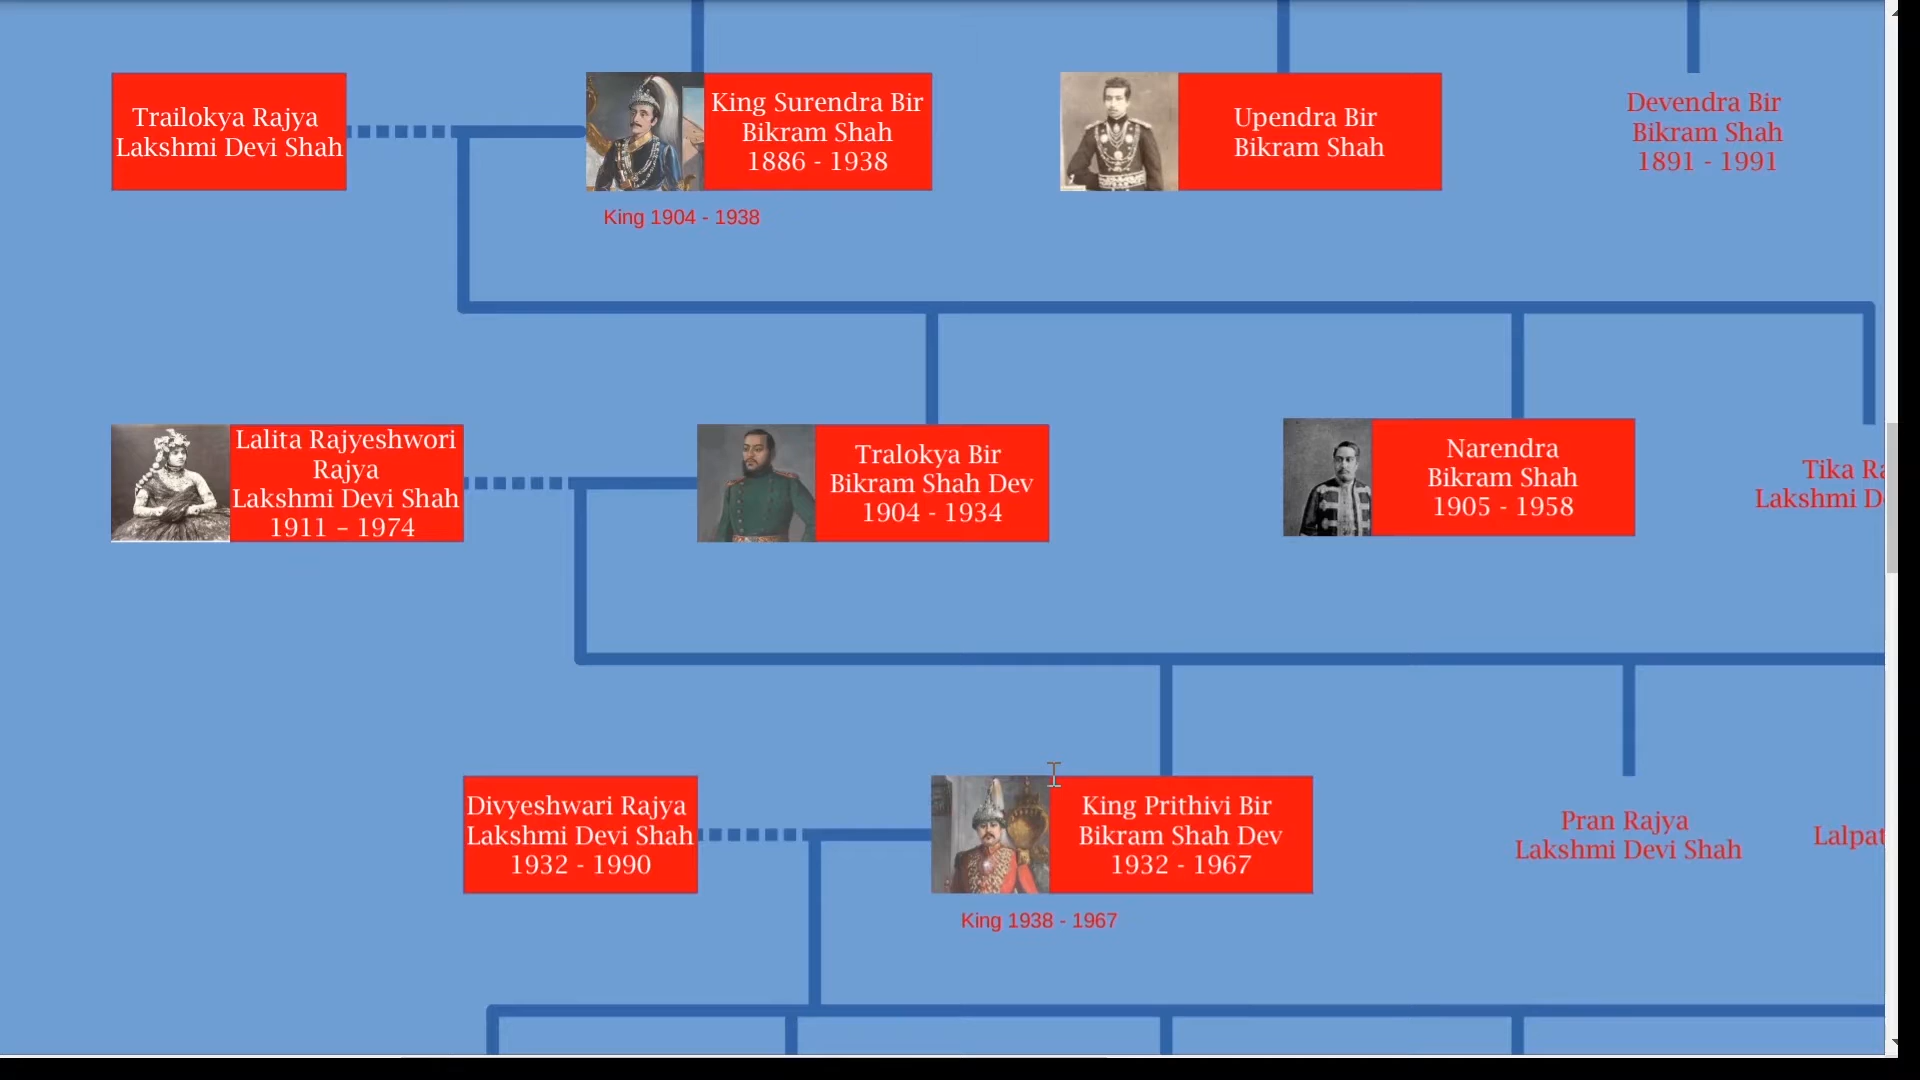 Trailokya Rajya
Lakshmi Devi Shah
King Surendra Bir
Bikram Shah
1886 - 1938
King 1904 - 1938
Upendra Bir
Bikram Shah
Devendra Bir
Bikram Shah
1891 - 1991
Lalita Rajyeshwori
Rajya
Lakshmi Devi Shah
1911 – 1974
Tralokya Bir
Bikram Shah Dev
1904 - 1934
Narendra
Bikram Shah
1905 - 1958
Tika
Lakshmi
Divyeshwari Rajya
Lakshmi Devi Shah
1932 - 1990
King Prithivi Bir
Bikram Shah Dev
1932 - 1967
King 1938 - 1967
Pran Rajya
Lakshmi Devi Shah